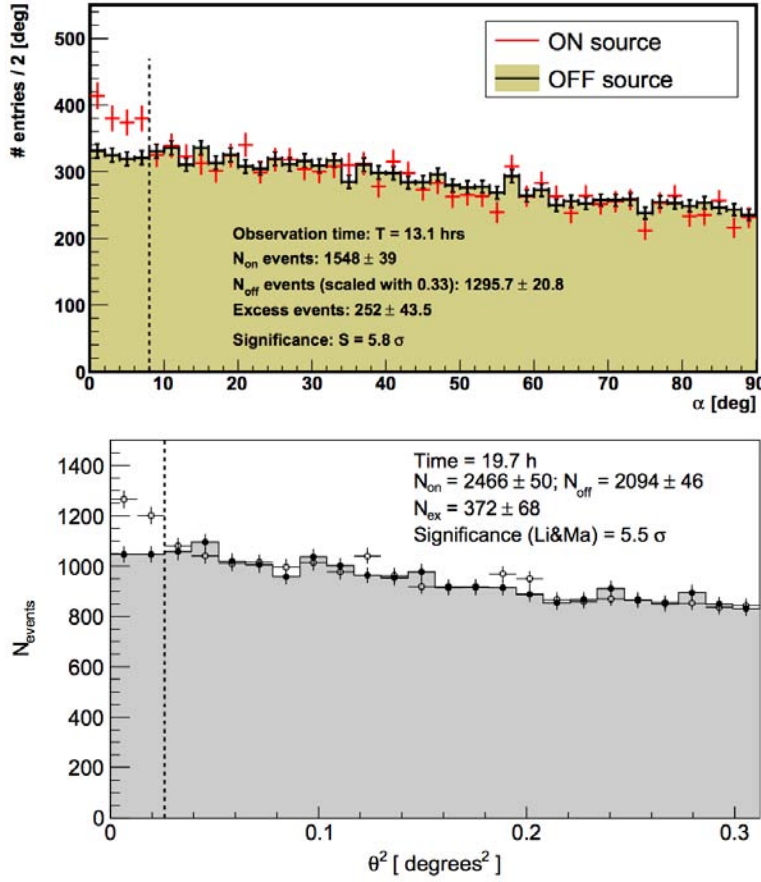 # entries / 2 [deg]
500
400
300
200
100
0
ON source
OFF source
Observation time: T = 13.1 hrs
N_on events: 1548 ± 39
N_off events (scaled with 0.33): 1295.7 ± 20.8
Excess events: 252 ± 43.5
Significance: S = 5.8 σ
0 10 20 30 40 50 60 70 80 90
α [deg]
N_events
1400
1200
1000
800
600
400
200
0
Time = 19.7 h
N_on = 2466 ± 50; N_off = 2094 ± 46
N_ex = 372 ± 68
Significance (Li&Ma) = 5.5 σ
0 0.1 0.2 0.3
θ² [ degrees² ]